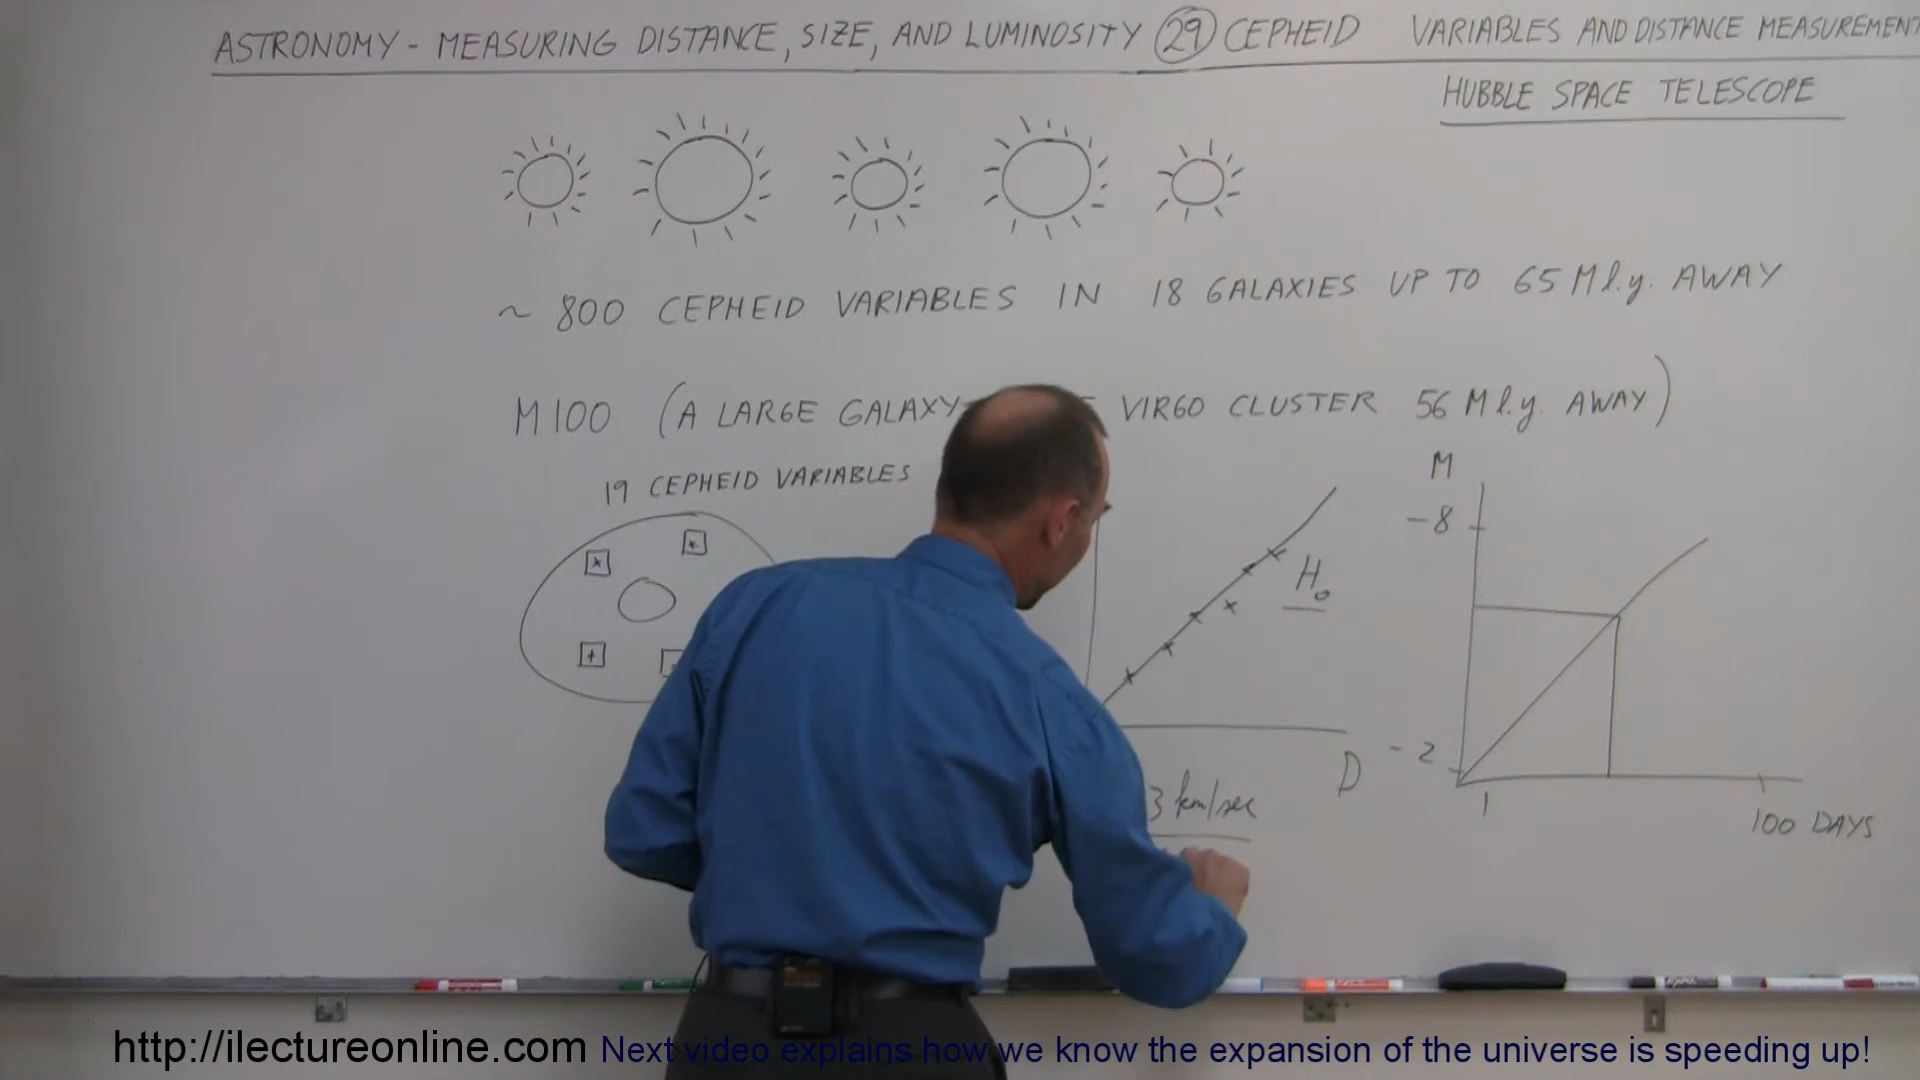 ASTRONOMY - MEASURING DISTANCE, SIZE, AND LUMINOSITY 29 CEPHEID VARIABLES AND DISTANCE MEASUREMENT
HUBBLE SPACE TELESCOPE
~ 800 CEPHEID VARIABLES IN 18 GALAXIES UP TO 65 M l.y. AWAY
M100 (A LARGE GALAXY VIRGO CLUSTER 56 M l.y. AWAY)
19 CEPHEID VARIABLES
M
-8
H₀
-2
D
1
100 DAYS
3 km/sec
http://ilectureonline.com Next video explains how we know the expansion of the universe is speeding up!